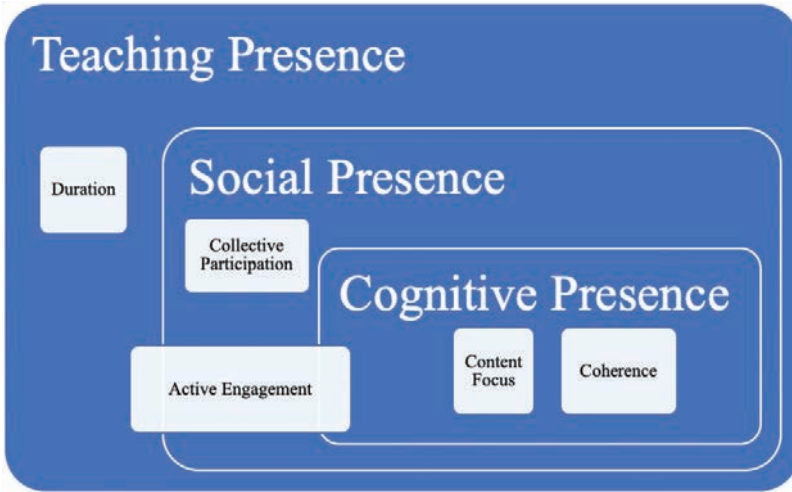 Teaching Presence
Duration
Social Presence
Collective
Participation
Cognitive Presence
Content
Focus
Coherence
Active Engagement